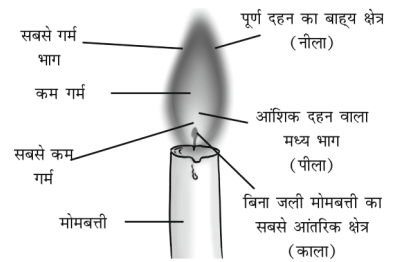 सबसे गर्म
भाग
कम गर्म
सबसे कम
गर्म
मोमबत्ती
पूर्ण दहन का बाह्य क्षेत्र
(नीला)
आंशिक दहन वाला
मध्य भाग
(पीला)
बिना जली मोमबत्ती का
सबसे आंतरिक क्षेत्र
(काला)